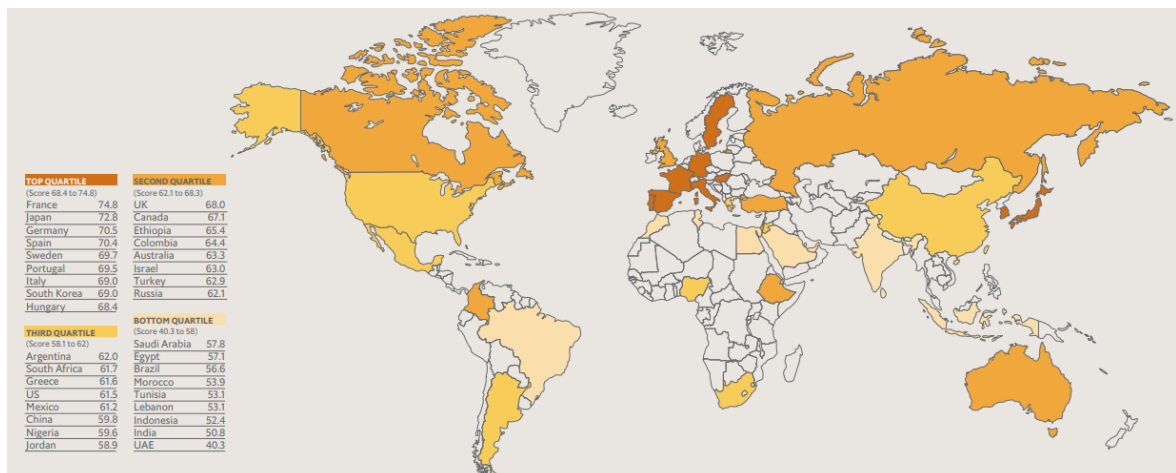 TOP QUARTILE
(Score 68.4 to 74.8)
France 74.8
Japan 72.8
Germany 70.5
Spain 70.4
Sweden 69.7
Portugal 69.5
Italy 69.0
South Korea 69.0
Hungary 68.4
SECOND QUARTILE
(Score 62.1 to 68.3)
UK 68.0
Canada 67.1
Ethiopia 65.4
Colombia 64.4
Australia 63.3
Israel 63.0
Turkey 62.9
Russia 62.1
THIRD QUARTILE
(Score 58.1 to 62)
Argentina 62.0
South Africa 61.7
Greece 61.6
US 61.5
Mexico 61.2
China 59.8
Nigeria 59.6
Jordan 58.9
BOTTOM QUARTILE
(Score 40.3 to 58)
Saudi Arabia 57.8
Egypt 57.1
Brazil 56.6
Morocco 53.9
Tunisia 53.1
Lebanon 53.1
Indonesia 52.4
India 50.8
UAE 40.3